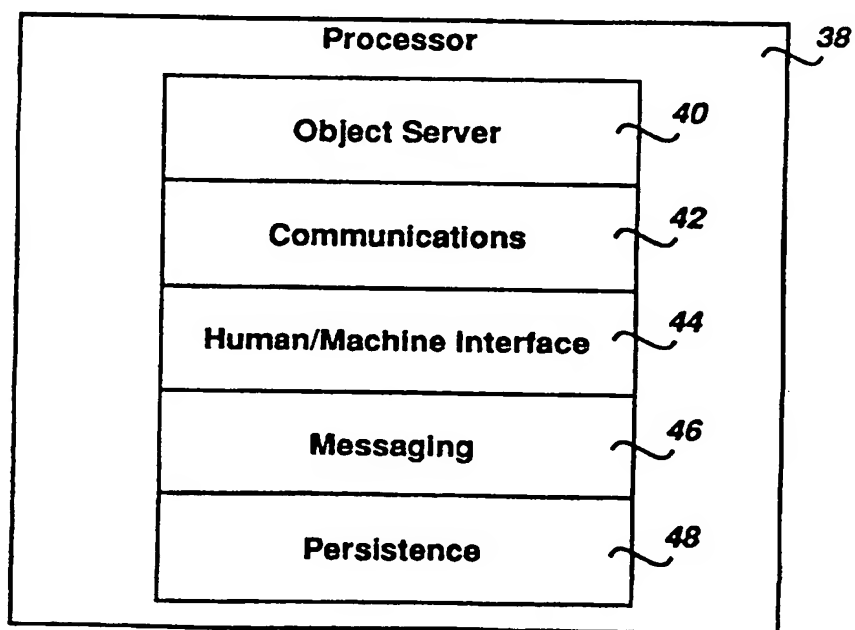 Processor
38
Object Server
40
Communications
42
Human/Machine Interface
44
Messaging
46
Persistence
48